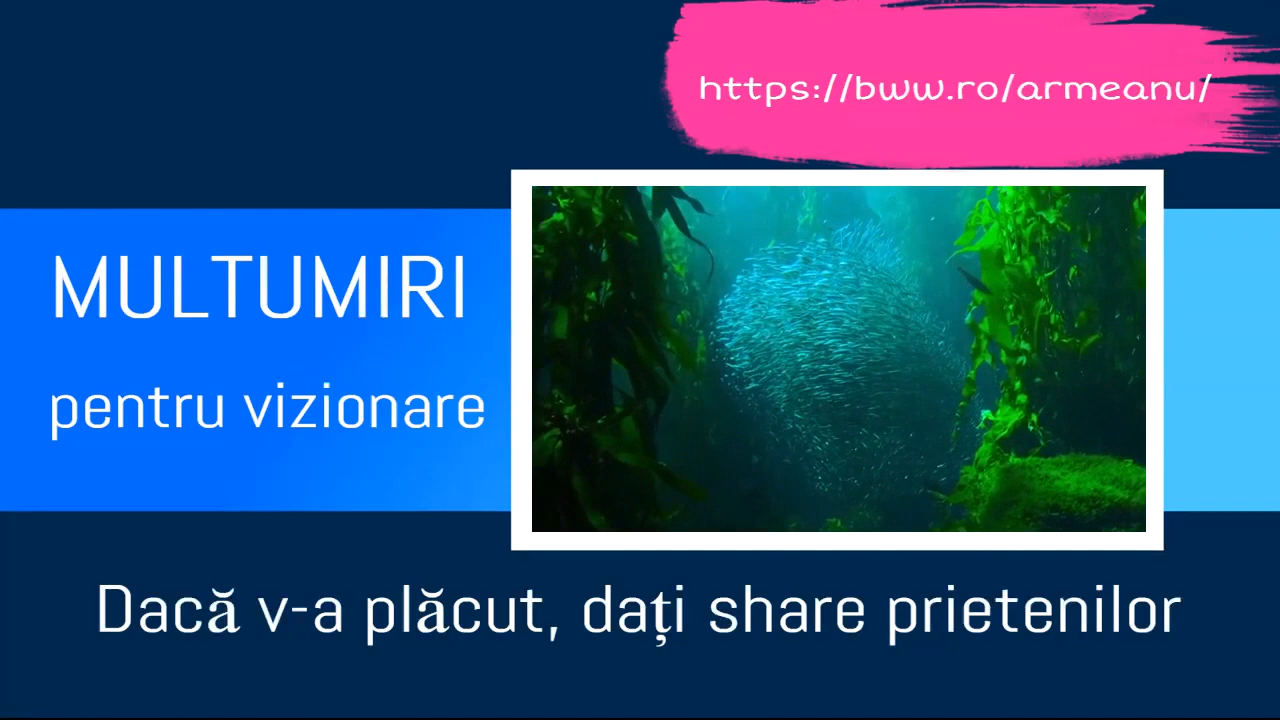 https://bww.ro/armeanu/
MULTUMIRI
pentru vizionare
Dacă v-a plăcut, dați share prietenilor